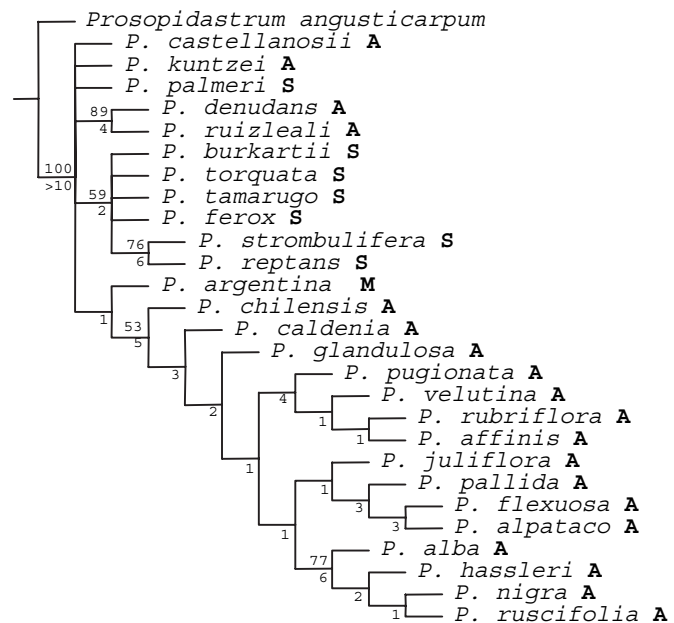 Prosopidastrum angusticarpum
P. castellanosii A
P. kuntzei A
P. palmeri S
89 P. denudans A
4 P. ruizleali A
P. burkartii S
100 P. torquata S
>10 59 P. tamarugo S
2 P. ferox S
76 P. strombulifera S
6 P. reptans S
P. argentina M
1 P. chilensis A
53 P. caldenia A
5 P. glandulosa A
3 P. pugionata A
4 P. velutina A
2 1 P. rubriflora A
1 P. affinis A
1 P. juliflora A
1 P. pallida A
3 P. flexuosa A
3 P. alpataco A
1 P. alba A
77 P. hassleri A
6 2 P. nigra A
1 P. ruscifolia A